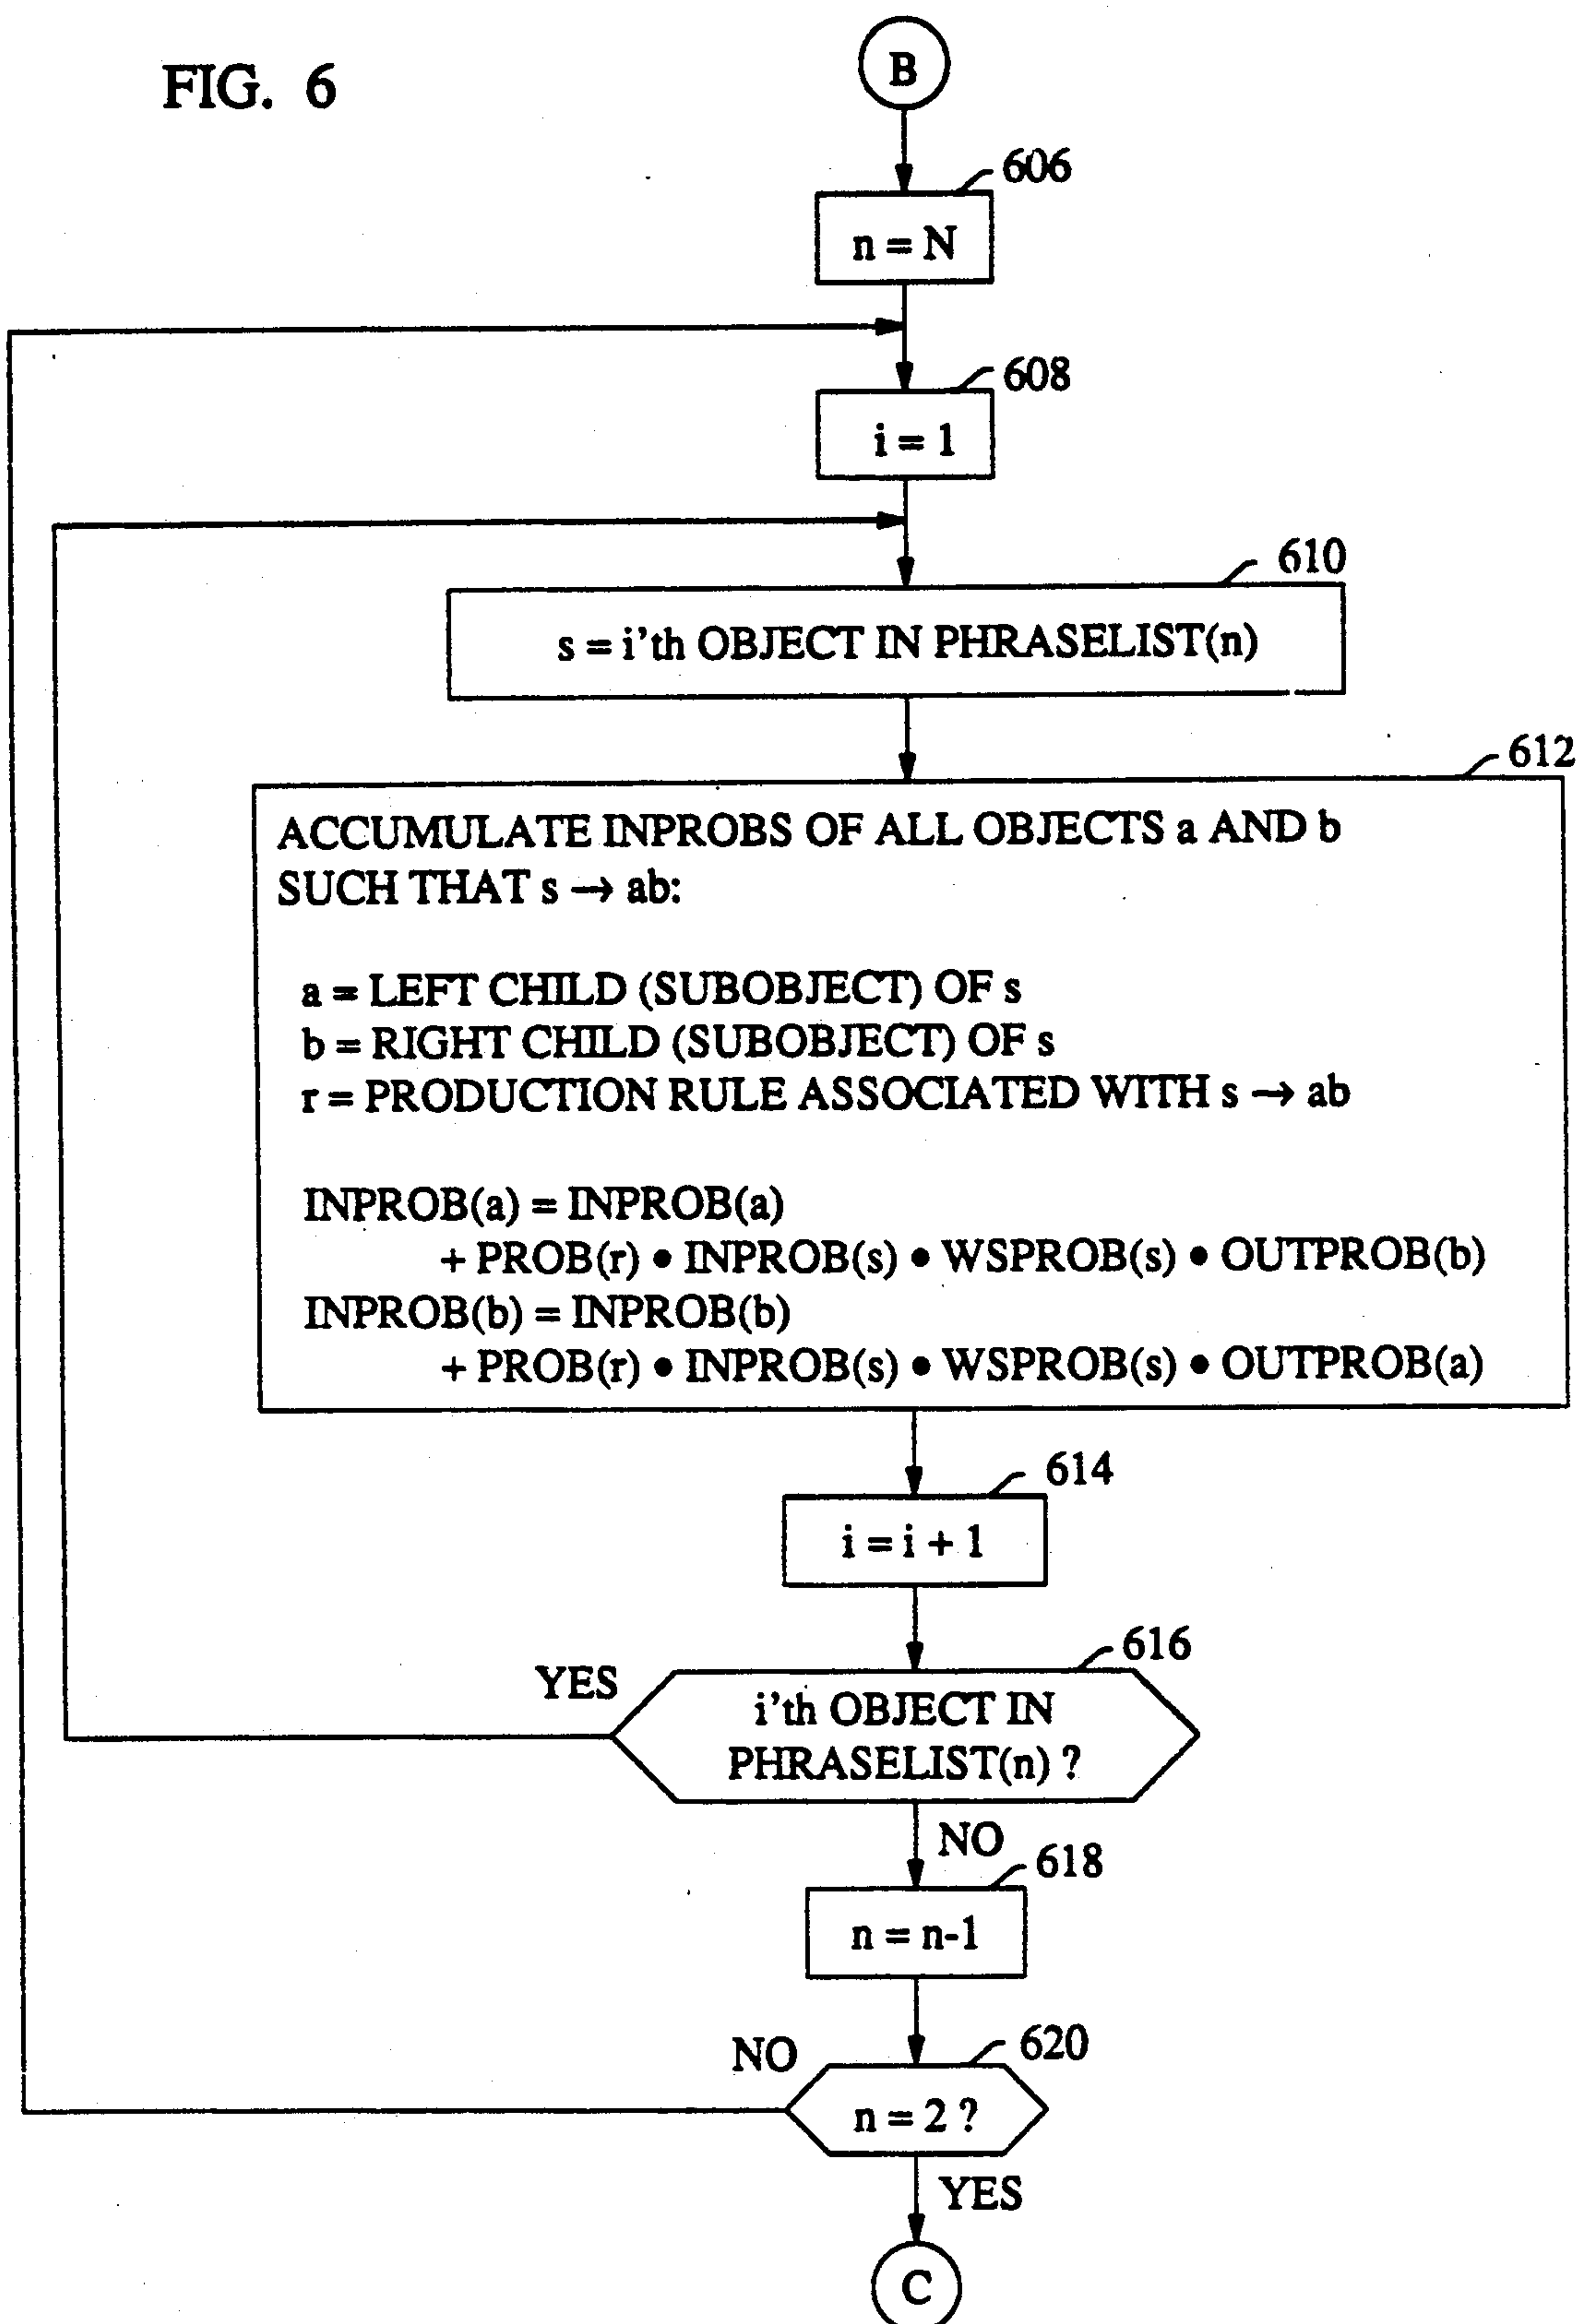 FIG. 6
B
606
n = N
608
i = 1
610
s = i'th OBJECT IN PHRASELIST(n)
612
ACCUMULATE INPROBS OF ALL OBJECTS a AND b
SUCH THAT s → ab:
a = LEFT CHILD (SUBOBJECT) OF s
b = RIGHT CHILD (SUBOBJECT) OF s
r = PRODUCTION RULE ASSOCIATED WITH s → ab
INPROB(a) = INPROB(a)
+ PROB(r) • INPROB(s) • WSPROB(s) • OUTPROB(b)
INPROB(b) = INPROB(b)
+ PROB(r) • INPROB(s) • WSPROB(s) • OUTPROB(a)
614
i = i + 1
616
YES
i'th OBJECT IN
PHRASELIST(n) ?
NO
618
n = n-1
620
NO
n = 2 ?
YES
C